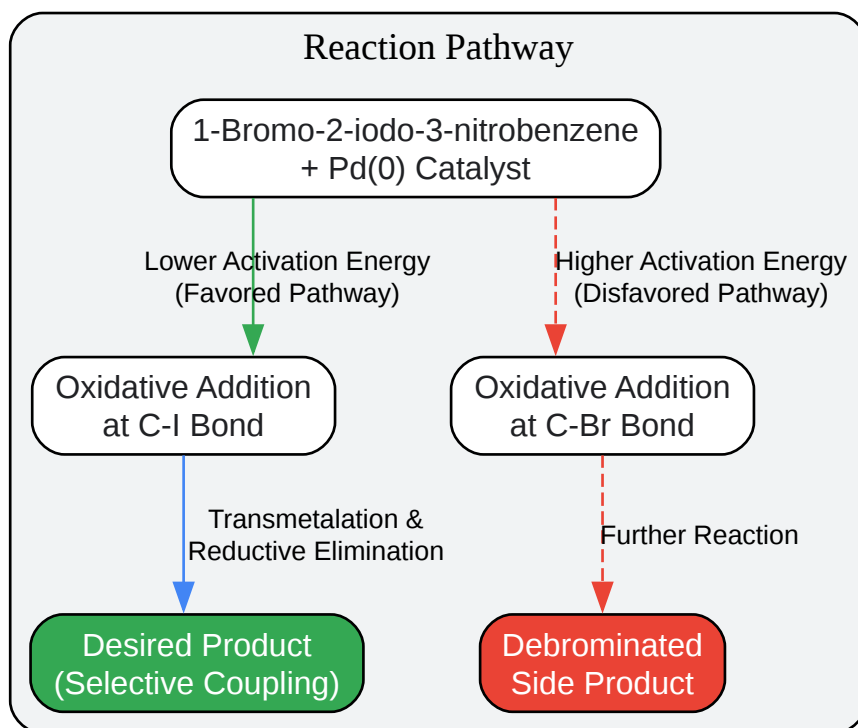 Reaction Pathway
1-Bromo-2-iodo-3-nitrobenzene
+ Pd(0) Catalyst
Lower Activation Energy
(Favored Pathway)
Higher Activation Energy
(Disfavored Pathway)
Oxidative Addition
at C-I Bond
Oxidative Addition
at C-Br Bond
Transmetalation &
Reductive Elimination
Further Reaction
Desired Product
(Selective Coupling)
Debrominated
Side Product